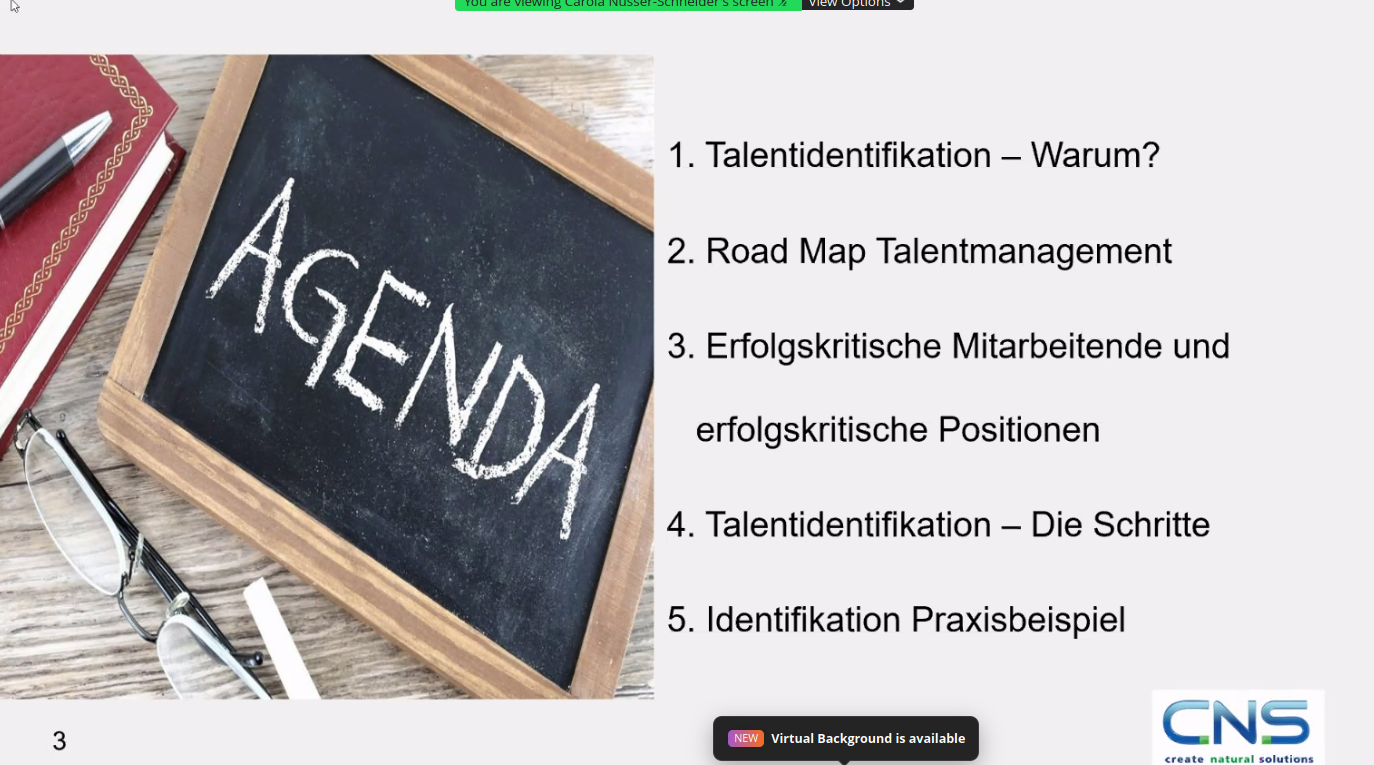 You are viewing Carola Nusser-Schneider's screen
View Options
AGENDA
1. Talentidentifikation – Warum?
2. Road Map Talentmanagement
3. Erfolgskritische Mitarbeitende und
erfolgskritische Positionen
4. Talentidentifikation – Die Schritte
5. Identifikation Praxisbeispiel
3
NEW Virtual Background is available
CNS
create natural solutions